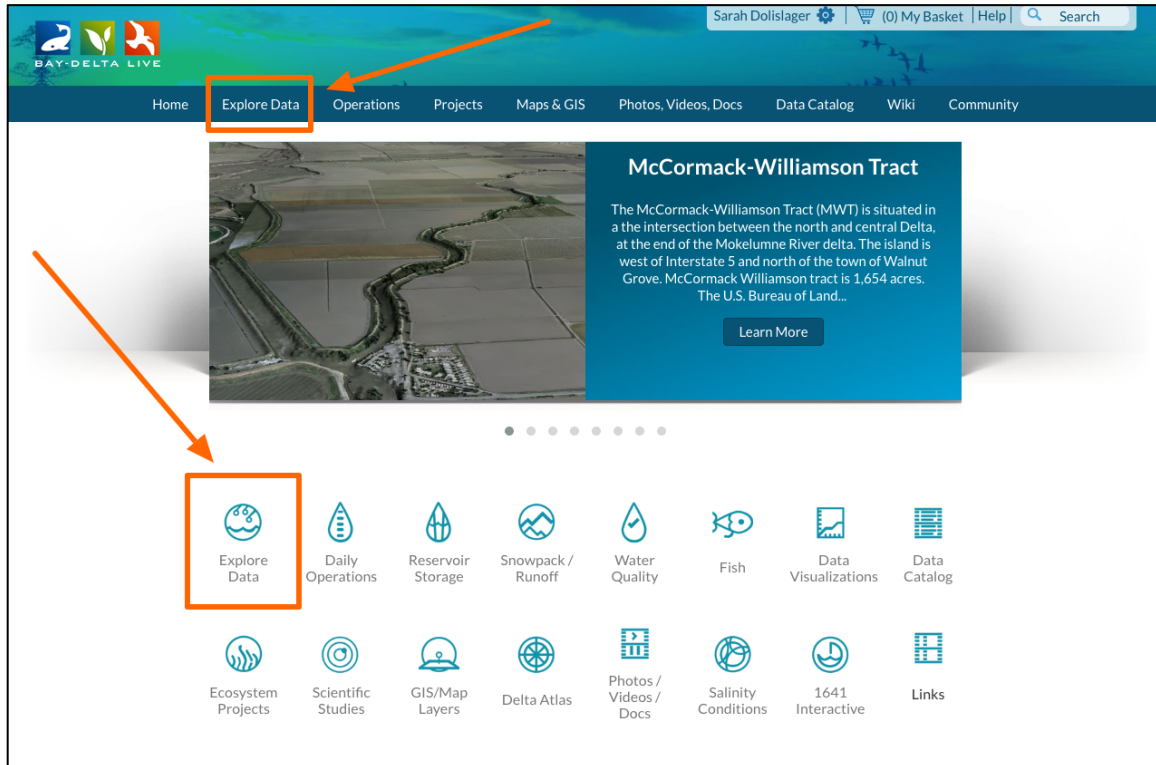 Sarah Dolislager (0) My Basket | Help | Search
BAY-DELTA LIVE
Home Explore Data Operations Projects Maps & GIS Photos, Videos, Docs Data Catalog Wiki Community
McCormack-Williamson Tract
The McCormack-Williamson Tract (MWT) is situated in
a the intersection between the north and central Delta,
at the end of the Mokelumne River delta. The island is
west of Interstate 5 and north of the town of Walnut
Grove. McCormack Williamson tract is 1,654 acres.
The U.S. Bureau of Land...
Learn More
Explore
Data
Daily
Operations
Reservoir
Storage
Snowpack /
Runoff
Water
Quality
Fish
Data
Visualizations
Data
Catalog
Ecosystem
Projects
Scientific
Studies
GIS/Map
Layers
Delta Atlas
Photos /
Videos /
Docs
Salinity
Conditions
1641
Interactive
Links